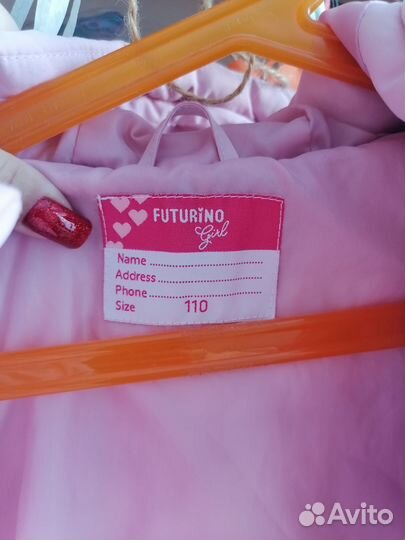 FUTURINO
Girl
Name ..............................
Address ..........................
Phone ..............................
Size 110
Avito